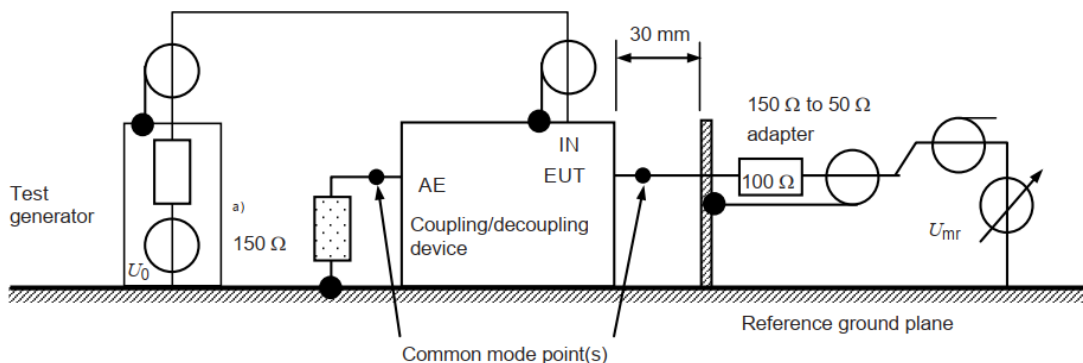 30 mm
150 Ω to 50 Ω
adapter
IN
EUT
100 Ω
AE
Test
generator
a)
150 Ω
Coupling/decoupling
device
U0
Umr
Reference ground plane
Common mode point(s)